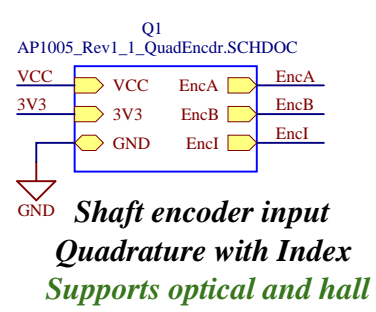 Q1
AP1005_Rev1_1_QuadEncdr.SCHDOC
VCC VCC EncA EncA
3V3 3V3 EncB EncB
GND EncI EncI
GND
Shaft encoder input
Quadrature with Index
Supports optical and hall